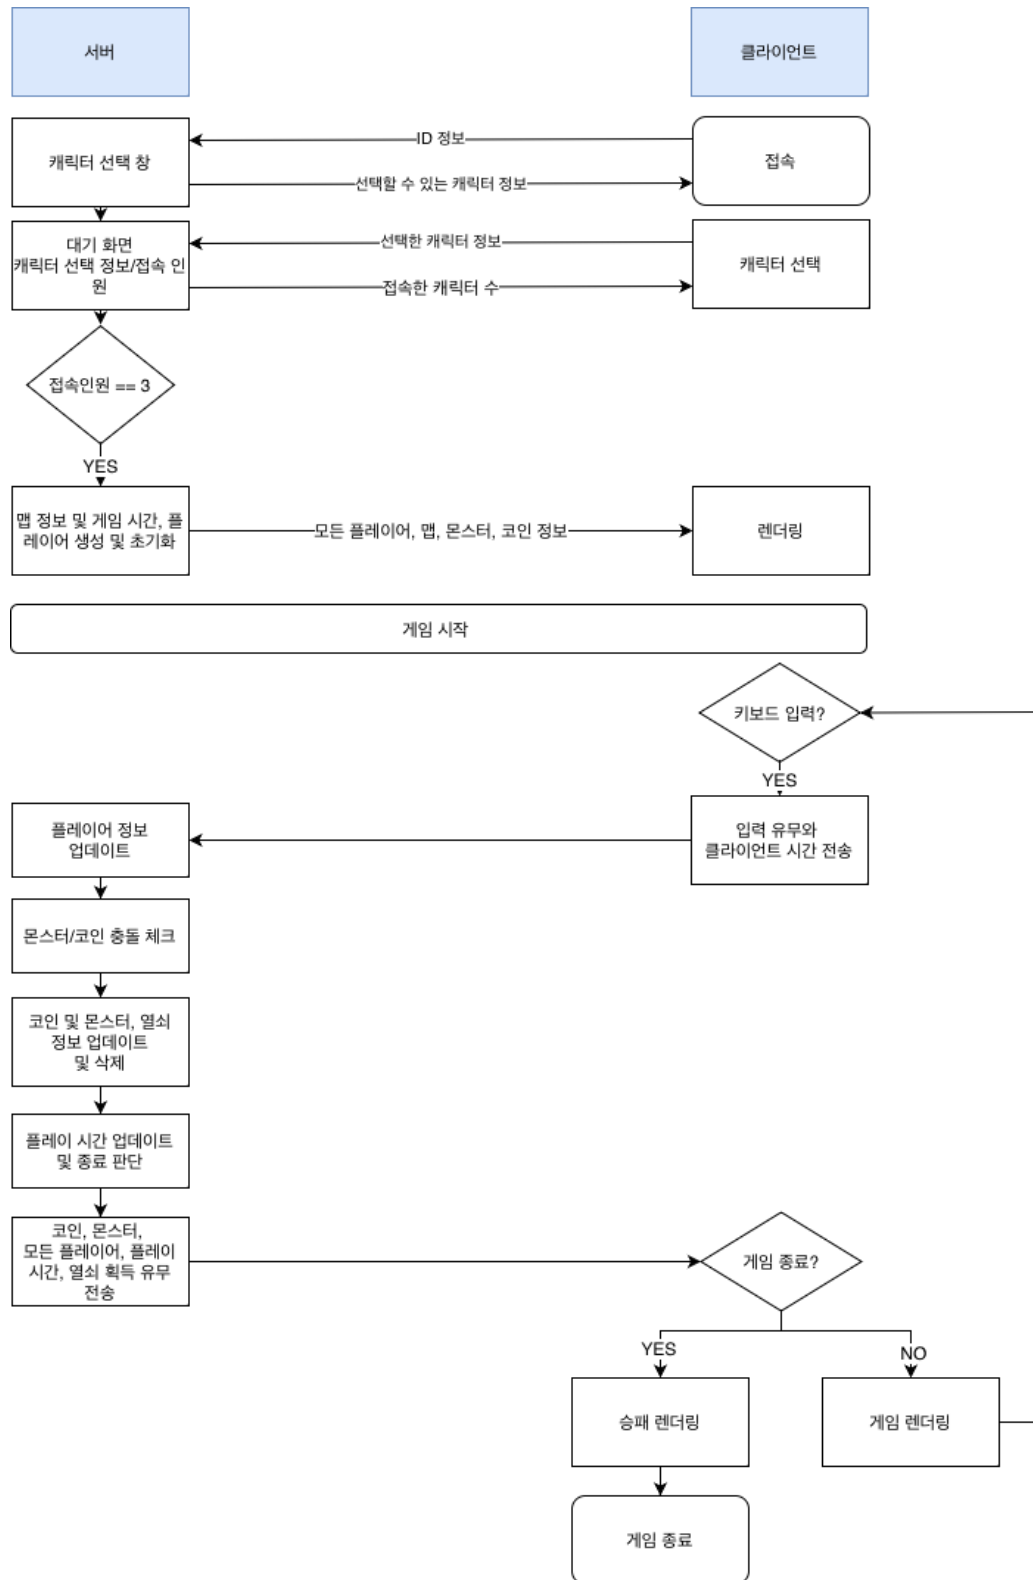 서버
클라이언트
캐릭터 선택 창
ID 정보
접속
선택할 수 있는 캐릭터 정보
대기 화면
캐릭터 선택 정보/접속 인
원
선택한 캐릭터 정보
캐릭터 선택
접속한 캐릭터 수
접속인원 == 3
YES
맵 정보 및 게임 시간, 플
레이어 생성 및 초기화
모든 플레이어, 맵, 몬스터, 코인 정보
렌더링
게임 시작
키보드 입력?
YES
입력 유무와
클라이언트 시간 전송
플레이어 정보
업데이트
몬스터/코인 충돌 체크
코인 및 몬스터, 열쇠
정보 업데이트
및 삭제
플레이 시간 업데이트
및 종료 판단
코인, 몬스터,
모든 플레이어, 플레이
시간, 열쇠 획득 유무
전송
게임 종료?
YES
NO
승패 렌더링
게임 렌더링
게임 종료